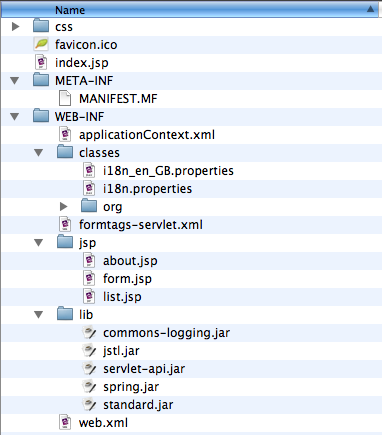 Name
css
favicon.ico
index.jsp
META-INF
MANIFEST.MF
WEB-INF
applicationContext.xml
classes
i18n_en_GB.properties
i18n.properties
org
formtags-servlet.xml
jsp
about.jsp
form.jsp
list.jsp
lib
commons-logging.jar
jstl.jar
servlet-api.jar
spring.jar
standard.jar
web.xml